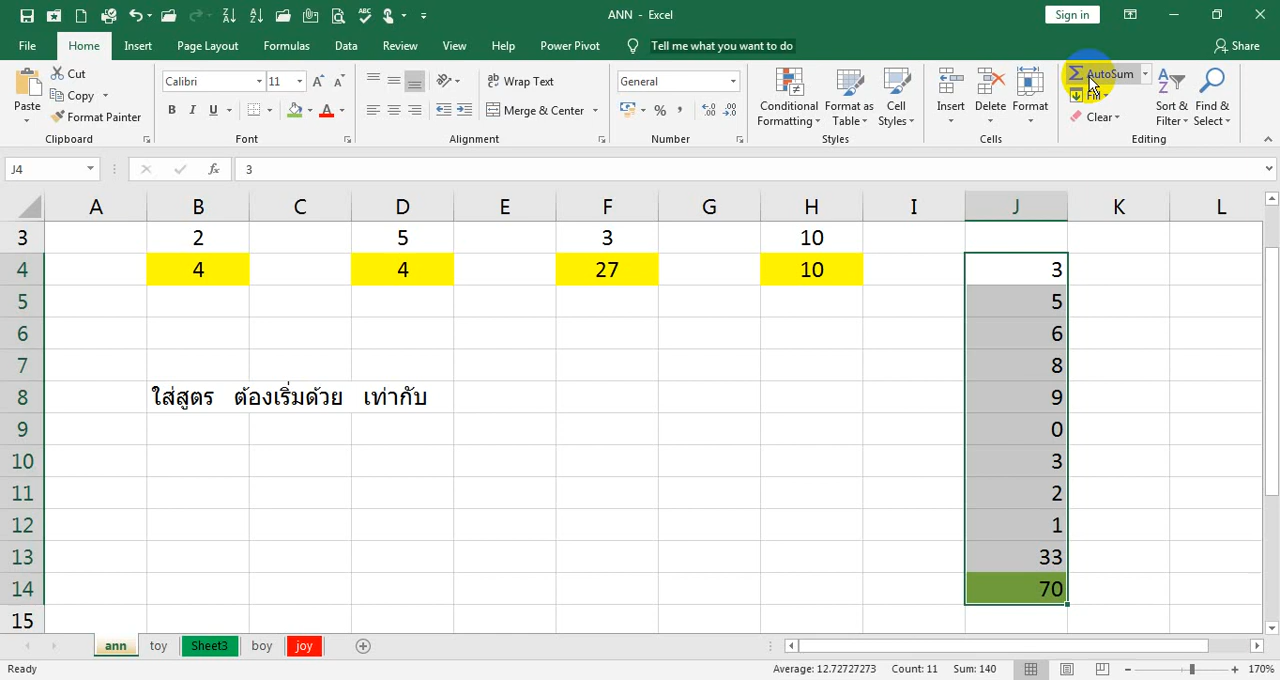 ANN - Excel
Sign in
File Home Insert Page Layout Formulas Data Review View Help Power Pivot Tell me what you want to do Share
Cut
Copy
Format Painter
Paste
Clipboard
Calibri 11
B I U A
Font
Wrap Text
Merge & Center
Alignment
General
Number
Conditional Formatting
Format as Table
Cell Styles
Styles
Insert Delete Format
Cells
AutoSum
Fill
Clear
Sort & Filter
Find & Select
Editing
J4 fx 3
A B C D E F G H I J K L
3 2 5 3 10
4 4 4 27 10 3
5 5
6 6
7 8
8 ใส่สูตร ต้องเริ่มด้วย เท่ากับ 9
9 0
10 3
11 2
12 1
13 33
14 70
15
ann toy Sheet3 boy joy
Ready Average: 12.72727273 Count: 11 Sum: 140 170%